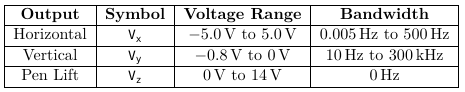 Output Symbol Voltage Range Bandwidth
Horizontal Vx −5.0 V to 5.0 V 0.005 Hz to 500 Hz
Vertical Vy −0.8 V to 0 V 10 Hz to 300 kHz
Pen Lift Vz 0 V to 14 V 0 Hz